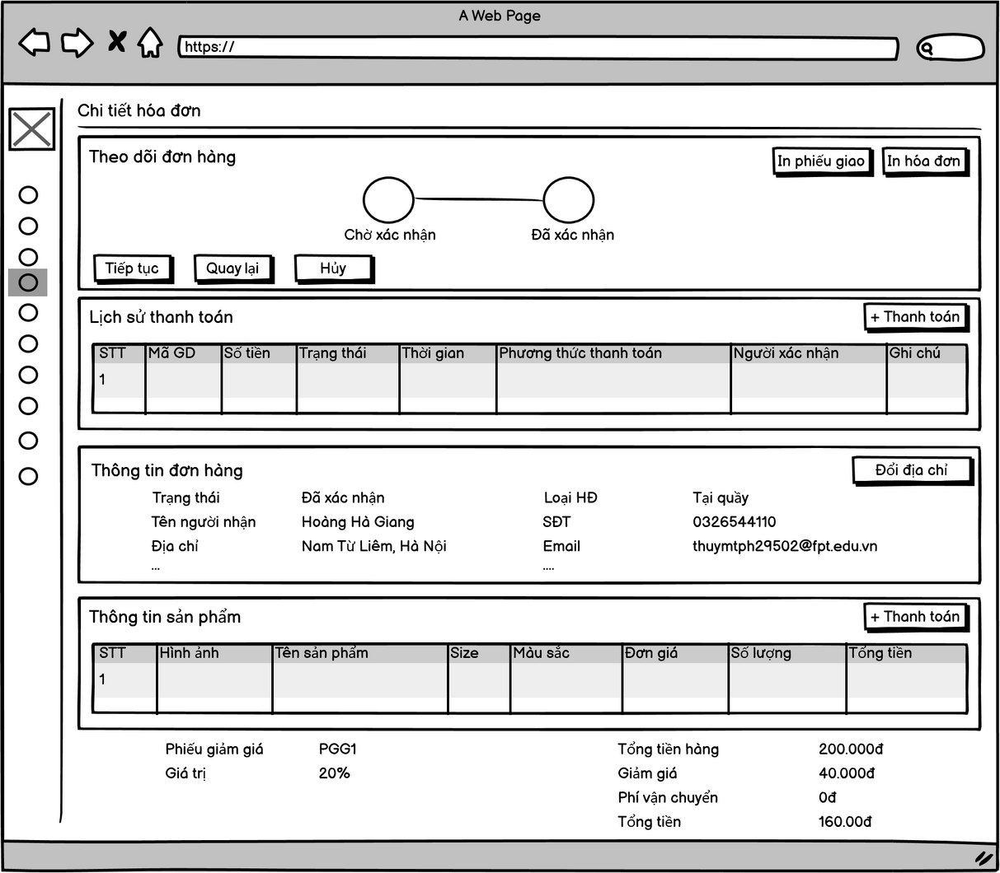 A Web Page
https://
Chi tiết hóa đơn
Theo dõi đơn hàng
In phiếu giao
In hóa đơn
Chờ xác nhận
Đã xác nhận
Tiếp tục
Quay lại
Hủy
Lịch sử thanh toán
+ Thanh toán
STT Mã GD Số tiền Trạng thái Thời gian Phương thức thanh toán Người xác nhận Ghi chú
1
Thông tin đơn hàng
Đổi địa chỉ
Trạng thái Đã xác nhận Loại HĐ Tại quầy
Tên người nhận Hoàng Hà Giang SĐT 0326544110
Địa chỉ Nam Từ Liêm, Hà Nội Email thuymtph29502@fpt.edu.vn
... ....
Thông tin sản phẩm
+ Thanh toán
STT Hình ảnh Tên sản phẩm Size Màu sắc Đơn giá Số lượng Tổng tiền
1
Phiếu giảm giá PGG1 Tổng tiền hàng 200.000đ
Giá trị 20% Giảm giá 40.000đ
Phí vận chuyển 0đ
Tổng tiền 160.00đ